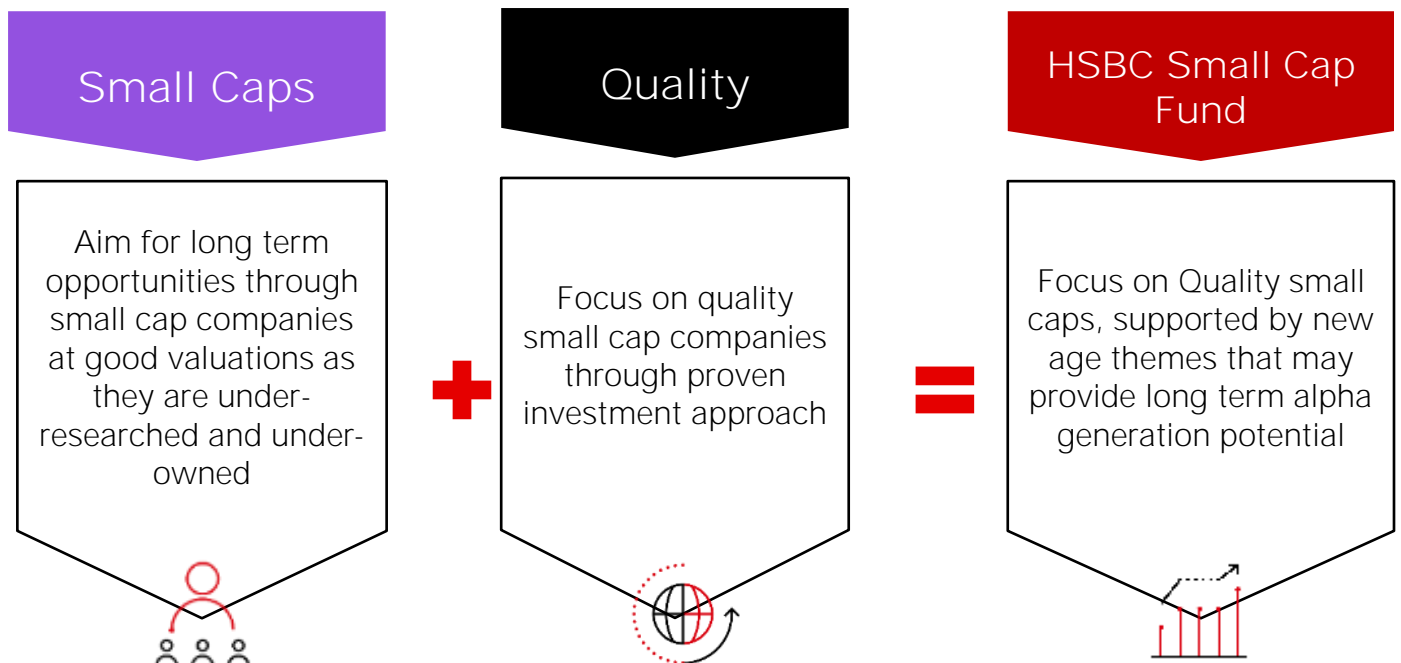 Small Caps
Aim for long term
opportunities through
small cap companies
at good valuations as
they are under-
researched and under-
owned
Quality
Focus on quality
small cap companies
through proven
investment approach
HSBC Small Cap
Fund
Focus on Quality small
caps, supported by new
age themes that may
provide long term alpha
generation potential